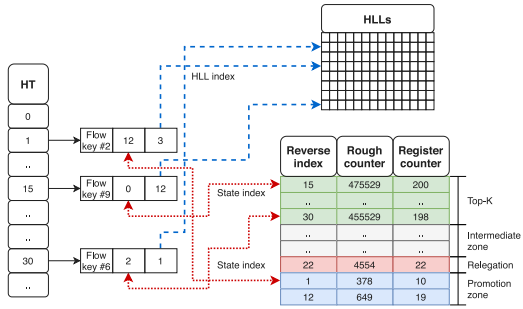 HLLs
HLL index
HT
0
1
..
15
..
30
..
Flow
key #2
12
3
Flow
key #9
0
12
Flow
key #6
2
1
State index
State index
Reverse
index
Rough
counter
Register
counter
15 475529 200
.. .. ..
30 455529 198
.. .. ..
.. .. ..
22 4554 22
1 378 10
12 649 19
Top-K
Intermediate
zone
Relegation
Promotion
zone